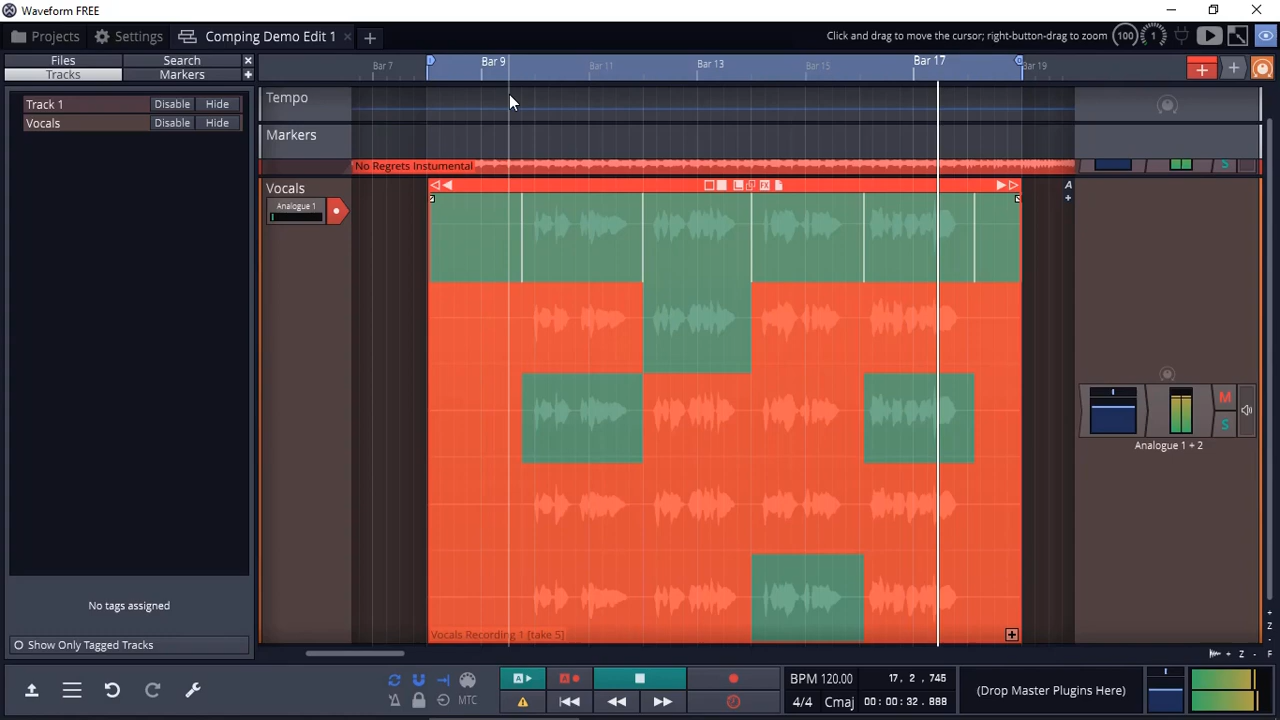 Waveform FREE
Projects
Settings
Comping Demo Edit 1
Click and drag to move the cursor; right-button-drag to zoom
100
1
Files
Search
Tracks
Markers
Bar 7
Bar 9
Bar 11
Bar 13
Bar 15
Bar 17
Bar 19
Track 1
Disable
Hide
Vocals
Disable
Hide
Tempo
Markers
No Regrets Instumental
S
Vocals
Analogue 1
A
M
S
Analogue 1 + 2
Vocals Recording 1 [take 5]
No tags assigned
Show Only Tagged Tracks
Z
Z
F
MTC
A
A
BPM 120.00
17, 2, 745
4/4
Cmaj
00:00:32.888
(Drop Master Plugins Here)